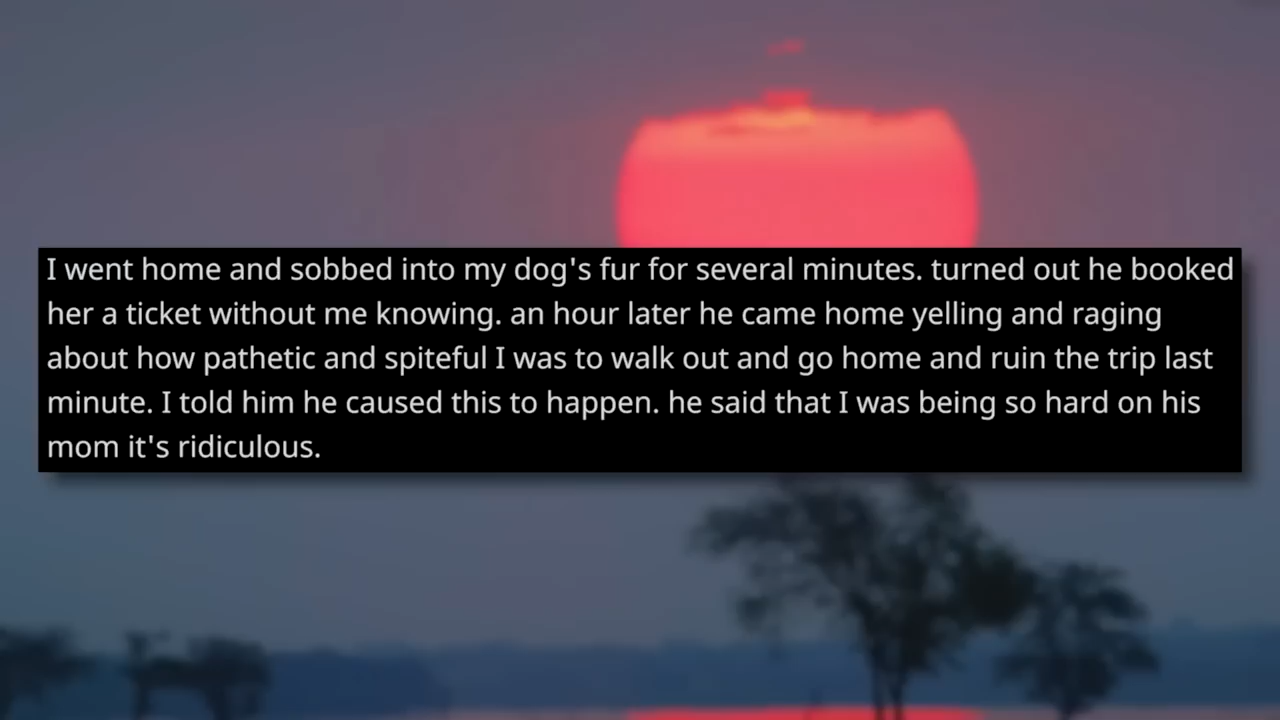 I went home and sobbed into my dog's fur for several minutes. turned out he booked
her a ticket without me knowing. an hour later he came home yelling and raging
about how pathetic and spiteful I was to walk out and go home and ruin the trip last
minute. I told him he caused this to happen. he said that I was being so hard on his
mom it's ridiculous.